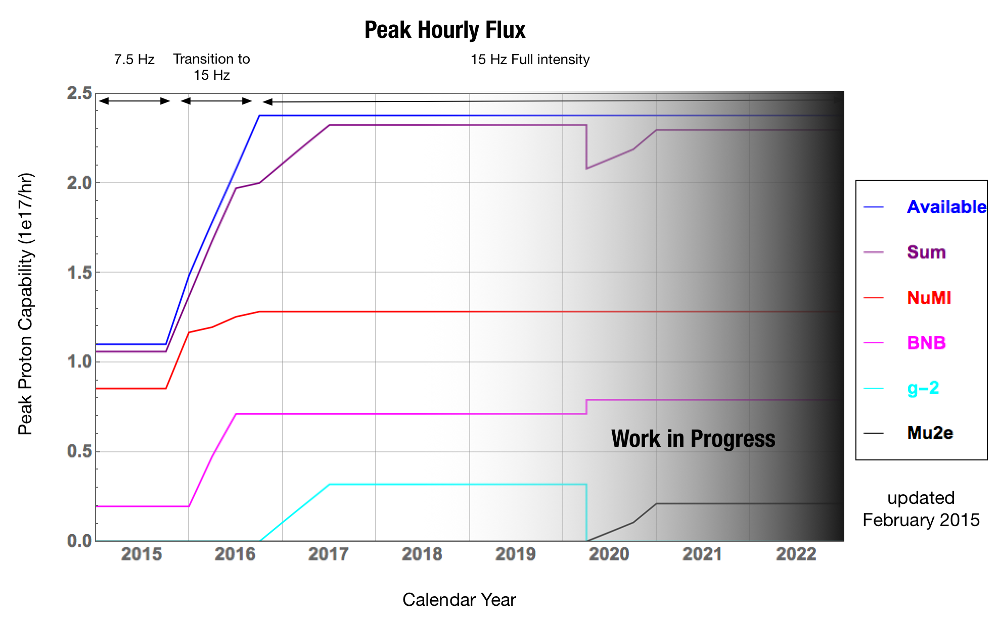 Peak Hourly Flux
7.5 Hz
Transition to
15 Hz
15 Hz Full intensity
2.5
2.0
1.5
1.0
0.5
0.0
Peak Proton Capability (1e17/hr)
2015 2016 2017 2018 2019 2020 2021 2022
Calendar Year
Work in Progress
Available
Sum
NuMI
BNB
g−2
Mu2e
updated
February 2015